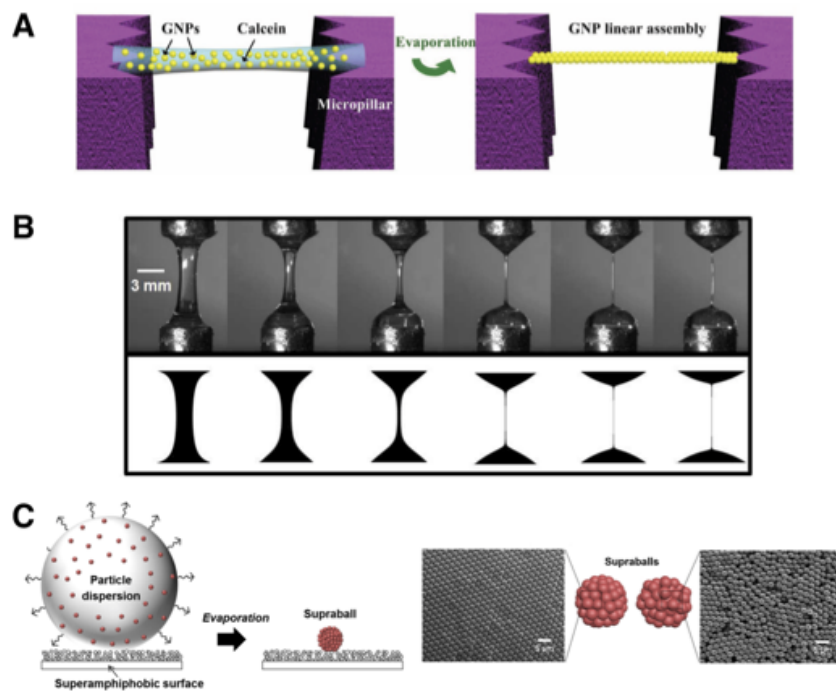 A
GNPs
Calcein
Evaporation
GNP linear assembly
Micropillar
B
3 mm
C
Particle
dispersion
Evaporation
Supraball
Superamphiphobic surface
Supraballs